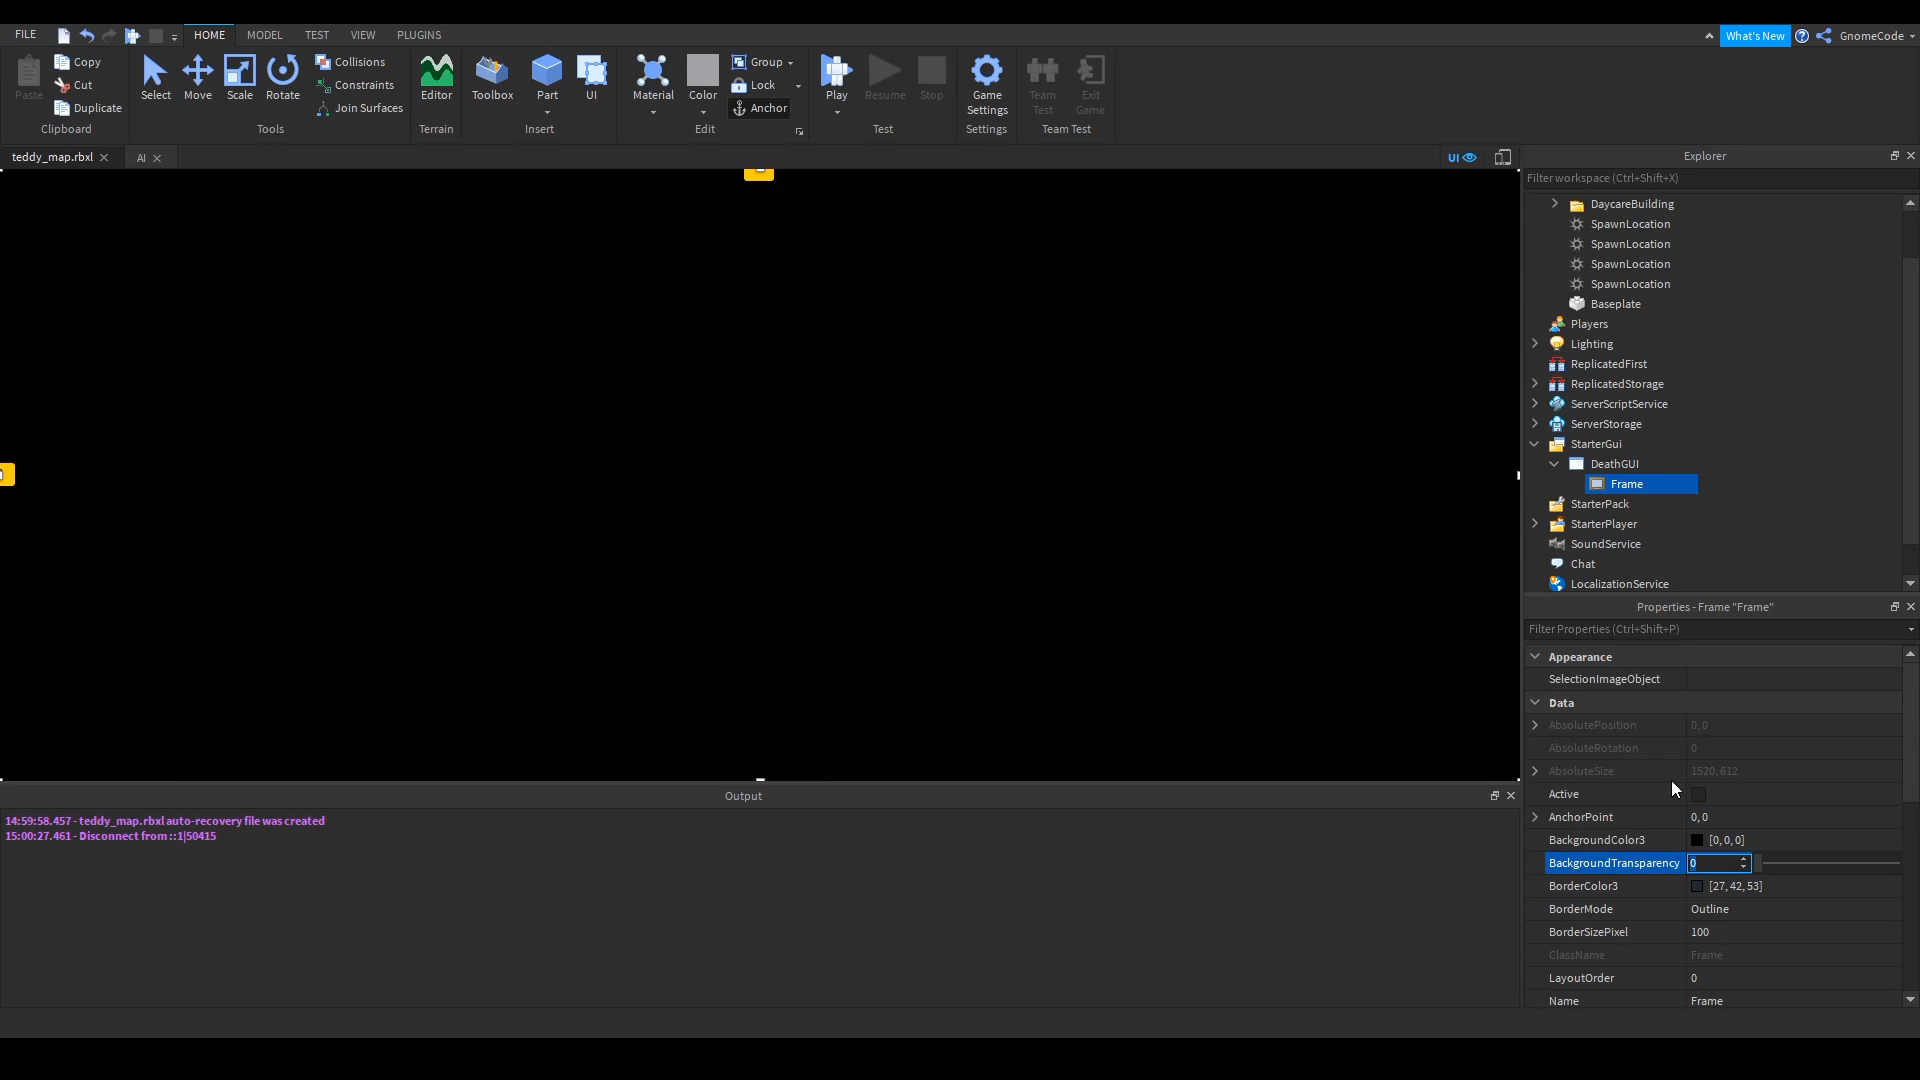 FILE HOME MODEL TEST VIEW PLUGINS What's New GnomeCode
Paste Copy Cut Duplicate Clipboard
Select Move Scale Rotate Collisions Constraints Join Surfaces Tools
Editor Terrain
Toolbox Part UI Insert
Material Color Group Lock Anchor Edit
Play Resume Stop Test
Game Settings Settings
Team Test Exit Game Team Test
teddy_map.rbxl AI UI
Explorer
Filter workspace (Ctrl+Shift+X)
DaycareBuilding
SpawnLocation
SpawnLocation
SpawnLocation
SpawnLocation
Baseplate
Players
Lighting
ReplicatedFirst
ReplicatedStorage
ServerScriptService
ServerStorage
StarterGui
DeathGUI
Frame
StarterPack
StarterPlayer
SoundService
Chat
LocalizationService
Properties - Frame "Frame"
Filter Properties (Ctrl+Shift+P)
Appearance
SelectionImageObject
Data
AbsolutePosition 0, 0
AbsoluteRotation 0
AbsoluteSize 1520, 612
Active
AnchorPoint 0, 0
BackgroundColor3 [0, 0, 0]
BackgroundTransparency 0
BorderColor3 [27, 42, 53]
BorderMode Outline
BorderSizePixel 100
ClassName Frame
LayoutOrder 0
Name Frame
Output
14:59:58.457 - teddy_map.rbxl auto-recovery file was created
15:00:27.461 - Disconnect from ::1|50415